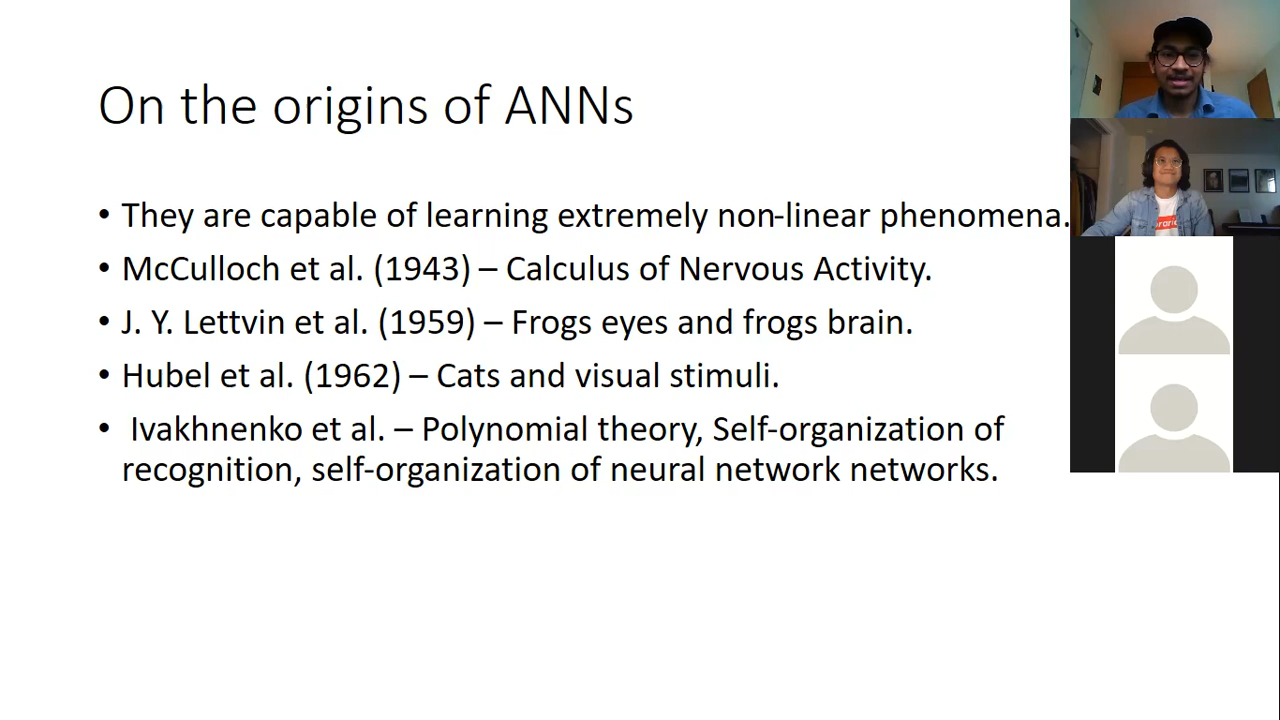 On the origins of ANNs
• They are capable of learning extremely non-linear phenomena.
• McCulloch et al. (1943) – Calculus of Nervous Activity.
• J. Y. Lettvin et al. (1959) – Frogs eyes and frogs brain.
• Hubel et al. (1962) – Cats and visual stimuli.
• Ivakhnenko et al. – Polynomial theory, Self-organization of
recognition, self-organization of neural network networks.